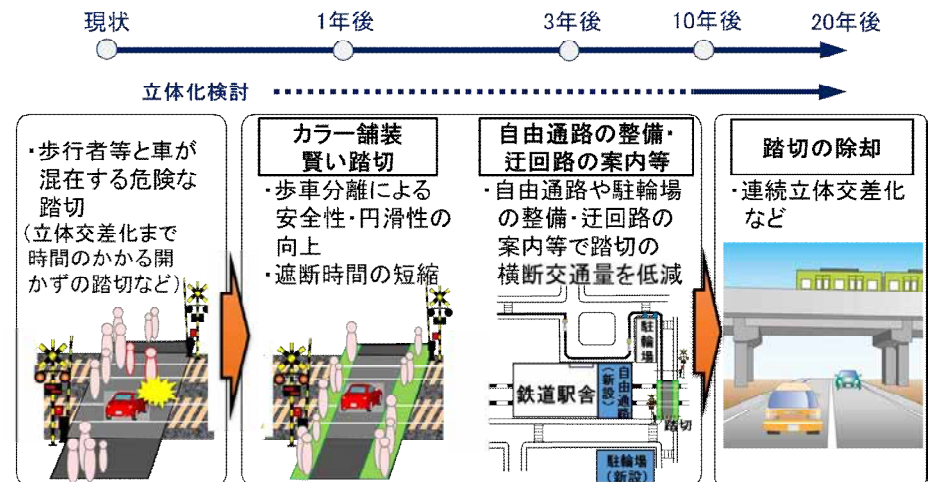 現状
1年後
3年後
10年後
20年後
立体化検討
・歩行者等と車が
混在する危険な
踏切
(立体交差化まで
時間のかかる開
かずの踏切など)
カラー舗装
賢い踏切
・歩車分離による
安全性・円滑性の
向上
・遮断時間の短縮
自由通路の整備・
迂回路の案内等
・自由通路や駐輪場
の整備・迂回路の
案内等で踏切の
横断交通量を低減
駐輪場
鉄道駅舎
自由通路
(新設)
踏切
駐輪場
(新設)
踏切の除却
・連続立体交差化
など